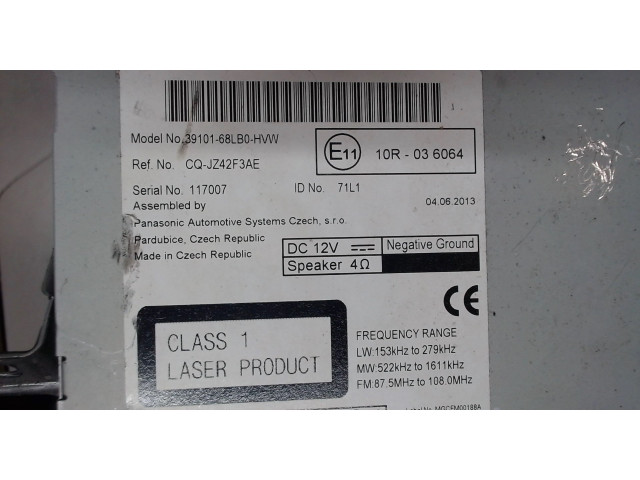 Model No.39101-68LB0-HVW
Ref. No. CQ-JZ42F3AE
E11 10R - 03 6064
Serial No. 117007 ID No. 71L1
Assembled by 04.06.2013
Panasonic Automotive Systems Czech, s.r.o.
Pardubice, Czech Republic
Made in Czech Republic
DC 12V Negative Ground
Speaker 4Ω
CE
CLASS 1
LASER PRODUCT
FREQUENCY RANGE
LW:153kHz to 279kHz
MW:522kHz to 1611kHz
FM:87.5MHz to 108.0MHz
Label No. MGCFM00188A